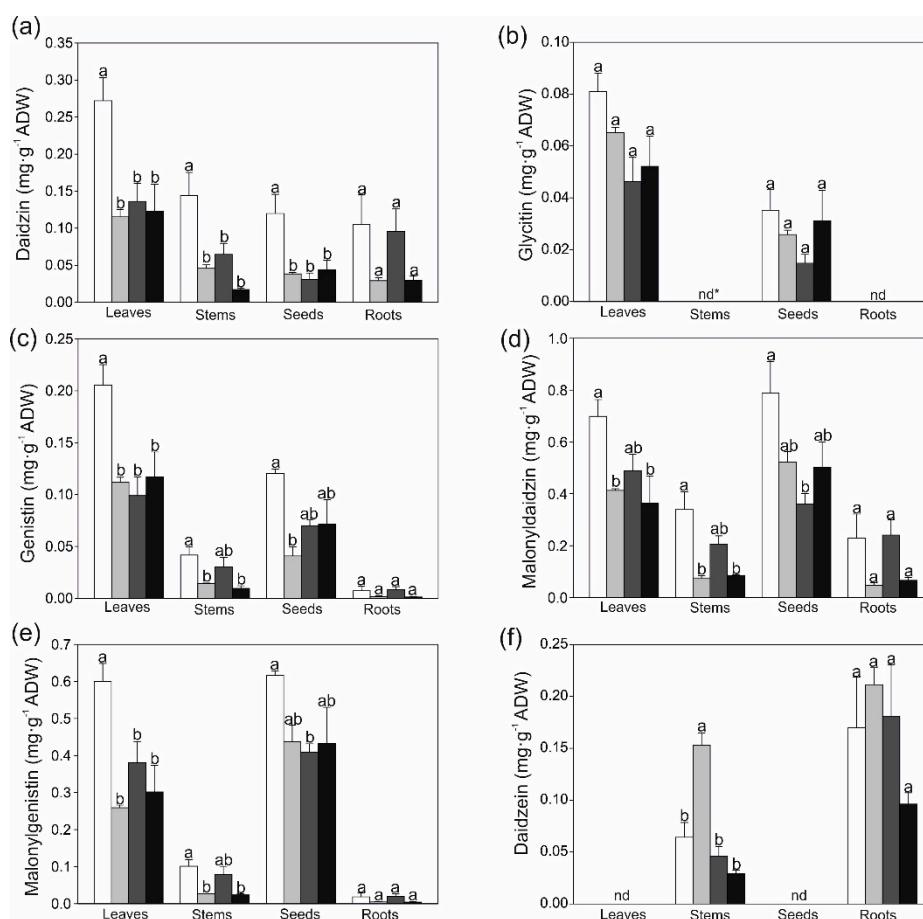 (a)
Daidzin (mg·g⁻¹ ADW)
0.35
0.30
0.25
0.20
0.15
0.10
0.05
0.00
a b b b a b b b a b b b a a a a
Leaves Stems Seeds Roots
(b)
Glycitin (mg·g⁻¹ ADW)
0.10
0.08
0.06
0.04
0.02
0.00
a a a a nd* a a a a nd
Leaves Stems Seeds Roots
(c)
Genistin (mg·g⁻¹ ADW)
0.25
0.20
0.15
0.10
0.05
0.00
a b b b a b ab b a b ab ab a a a a
Leaves Stems Seeds Roots
(d)
Malonyldaidzin (mg·g⁻¹ ADW)
1.0
0.8
0.6
0.4
0.2
0.0
a b ab b a b ab b a ab b ab a a a a
Leaves Stems Seeds Roots
(e)
Malonylgenistin (mg·g⁻¹ ADW)
0.7
0.6
0.5
0.4
0.3
0.2
0.1
0.0
a b b b a b ab b a ab b ab a a a a
Leaves Stems Seeds Roots
(f)
Daidzein (mg·g⁻¹ ADW)
0.25
0.20
0.15
0.10
0.05
0.00
nd b a b b nd a a a a
Leaves Stems Seeds Roots